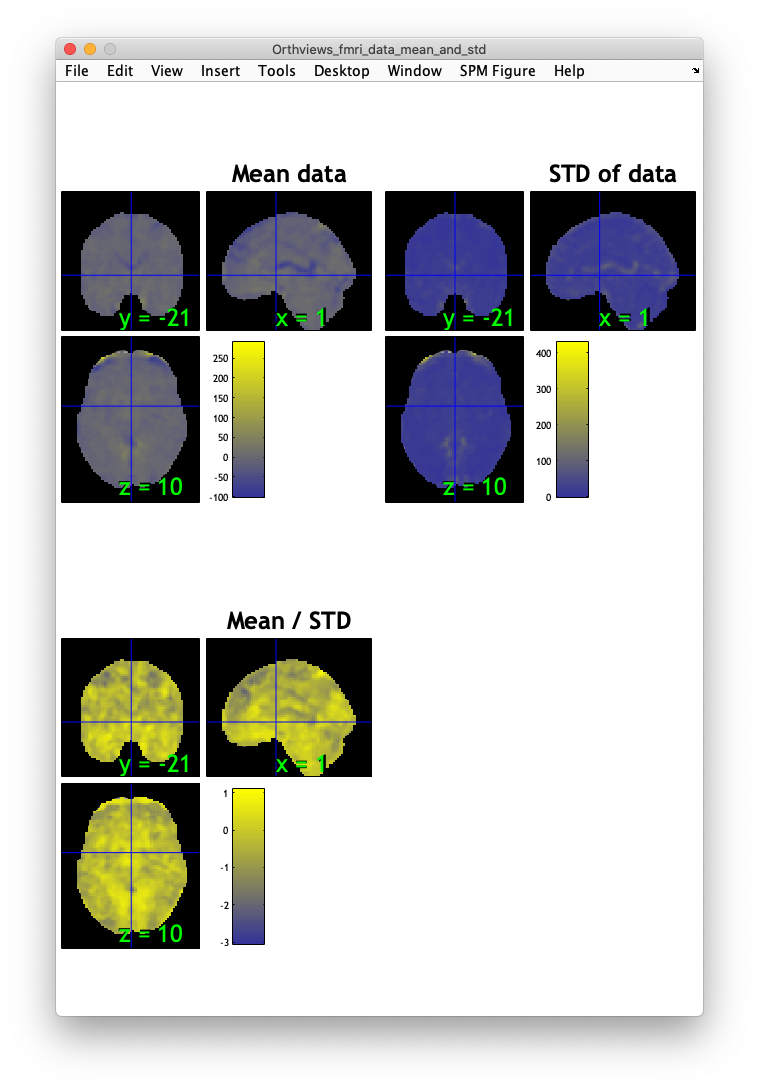 Orthviews_fmri_data_mean_and_std
File Edit View Insert Tools Desktop Window SPM Figure Help
Mean data
STD of data
y = -21
x = 1
y = -21
x = 1
z = 10
250
200
150
100
50
0
-50
-100
z = 10
400
300
200
100
0
Mean / STD
y = -21
x = 1
z = 10
1
0
-1
-2
-3